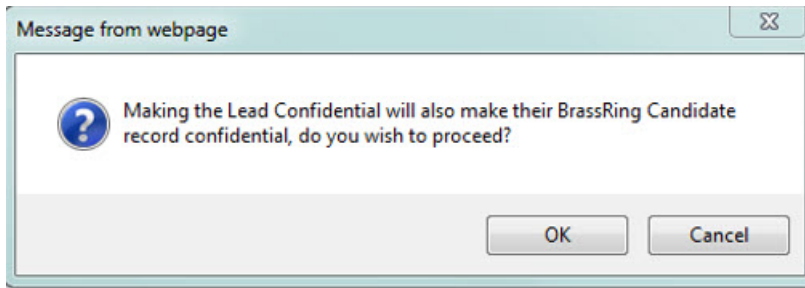 Message from webpage
Making the Lead Confidential will also make their BrassRing Candidate
record confidential, do you wish to proceed?
OK
Cancel